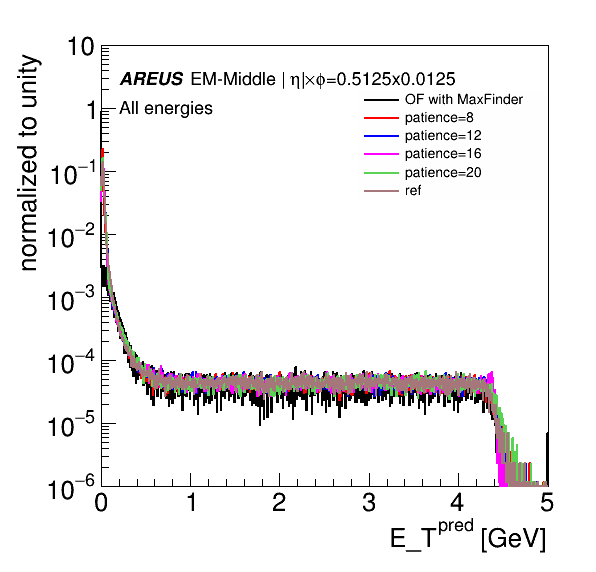 AREUS EM-Middle | η|×ϕ=0.5125x0.0125
All energies
OF with MaxFinder
patience=8
patience=12
patience=16
patience=20
ref
normalized to unity
10
1
10⁻¹
10⁻²
10⁻³
10⁻⁴
10⁻⁵
10⁻⁶
0 1 2 3 4 5
E_T^pred [GeV]